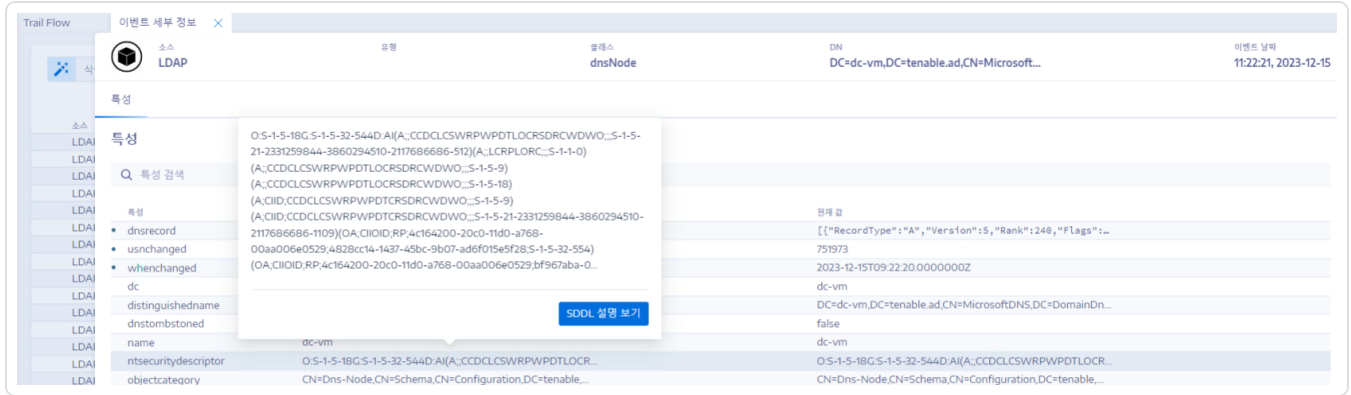 Trail Flow
이벤트 세부 정보 ×
소스 유형 클래스 DN 이벤트 날짜
LDAP dnsNode DC=dc-vm,DC=tenable.ad,CN=Microsoft... 11:22:21, 2023-12-15
특성
소스
LDAP
특성
특성 검색
특성 현재 값
O:S-1-5-18G:S-1-5-32-544D:AI(A;;CCDCLCSWRPWPDTLOCRSDRCWDWO;;;S-1-5-
21-2331259844-3860294510-2117686686-512)(A;;LCRPLORC;;;S-1-1-0)
(A;;CCDCLCSWRPWPDTLOCRSDRCWDWO;;;S-1-5-9)
(A;;CCDCLCSWRPWPDTLOCRSDRCWDWO;;;S-1-5-18)
(A;CIID;CCDCLCSWRPWPDTCRSDRCWDWO;;;S-1-5-9)
(A;CIID;CCDCLCSWRPWPDTCRSDRCWDWO;;;S-1-5-21-2331259844-3860294510-
2117686686-1109)(OA;CIIOID;RP;4c164200-20c0-11d0-a768-
00aa006e0529;4828cc14-1437-45bc-9b07-ad6f015e5f28;S-1-5-32-554)
(OA;CIIOID;RP;4c164200-20c0-11d0-a768-00aa006e0529;bf967aba-0...
SDDL 설명 보기
dnsrecord [{"RecordType":"A","Version":5,"Rank":240,"Flags":...
usnchanged 751973
whenchanged 2023-12-15T09:22:20.0000000Z
dc dc-vm
distinguishedname DC=dc-vm,DC=tenable.ad,CN=MicrosoftDNS,DC=DomainDn...
dnstombstoned false
name dc-vm dc-vm
ntsecuritydescriptor O:S-1-5-18G:S-1-5-32-544D:AI(A;;CCDCLCSWRPWPDTLOCR... O:S-1-5-18G:S-1-5-32-544D:AI(A;;CCDCLCSWRPWPDTLOCR...
objectcategory CN=Dns-Node,CN=Schema,CN=Configuration,DC=tenable,... CN=Dns-Node,CN=Schema,CN=Configuration,DC=tenable,...